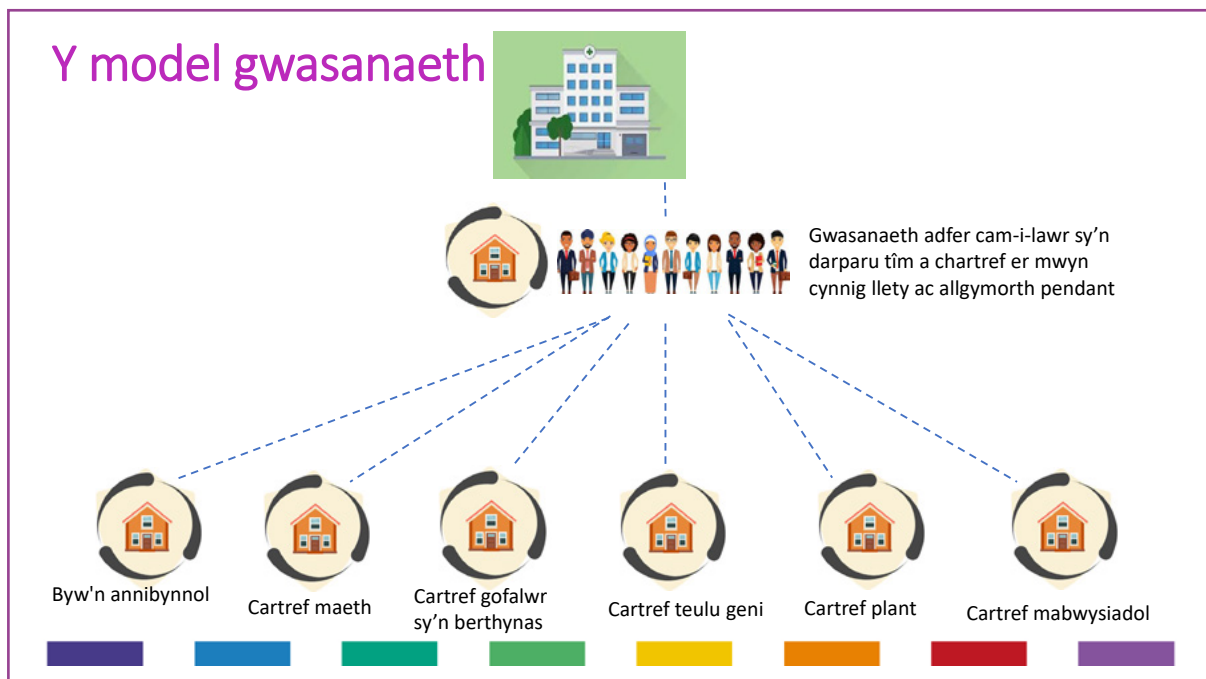 Y model gwasanaeth
Gwasanaeth adfer cam-i-lawr sy’n
darparu tîm a chartref er mwyn
cynnig llety ac allgymorth pendant
Byw'n annibynnol
Cartref maeth
Cartref gofalwr
sy’n berthynas
Cartref teulu geni
Cartref plant
Cartref mabwysiadol